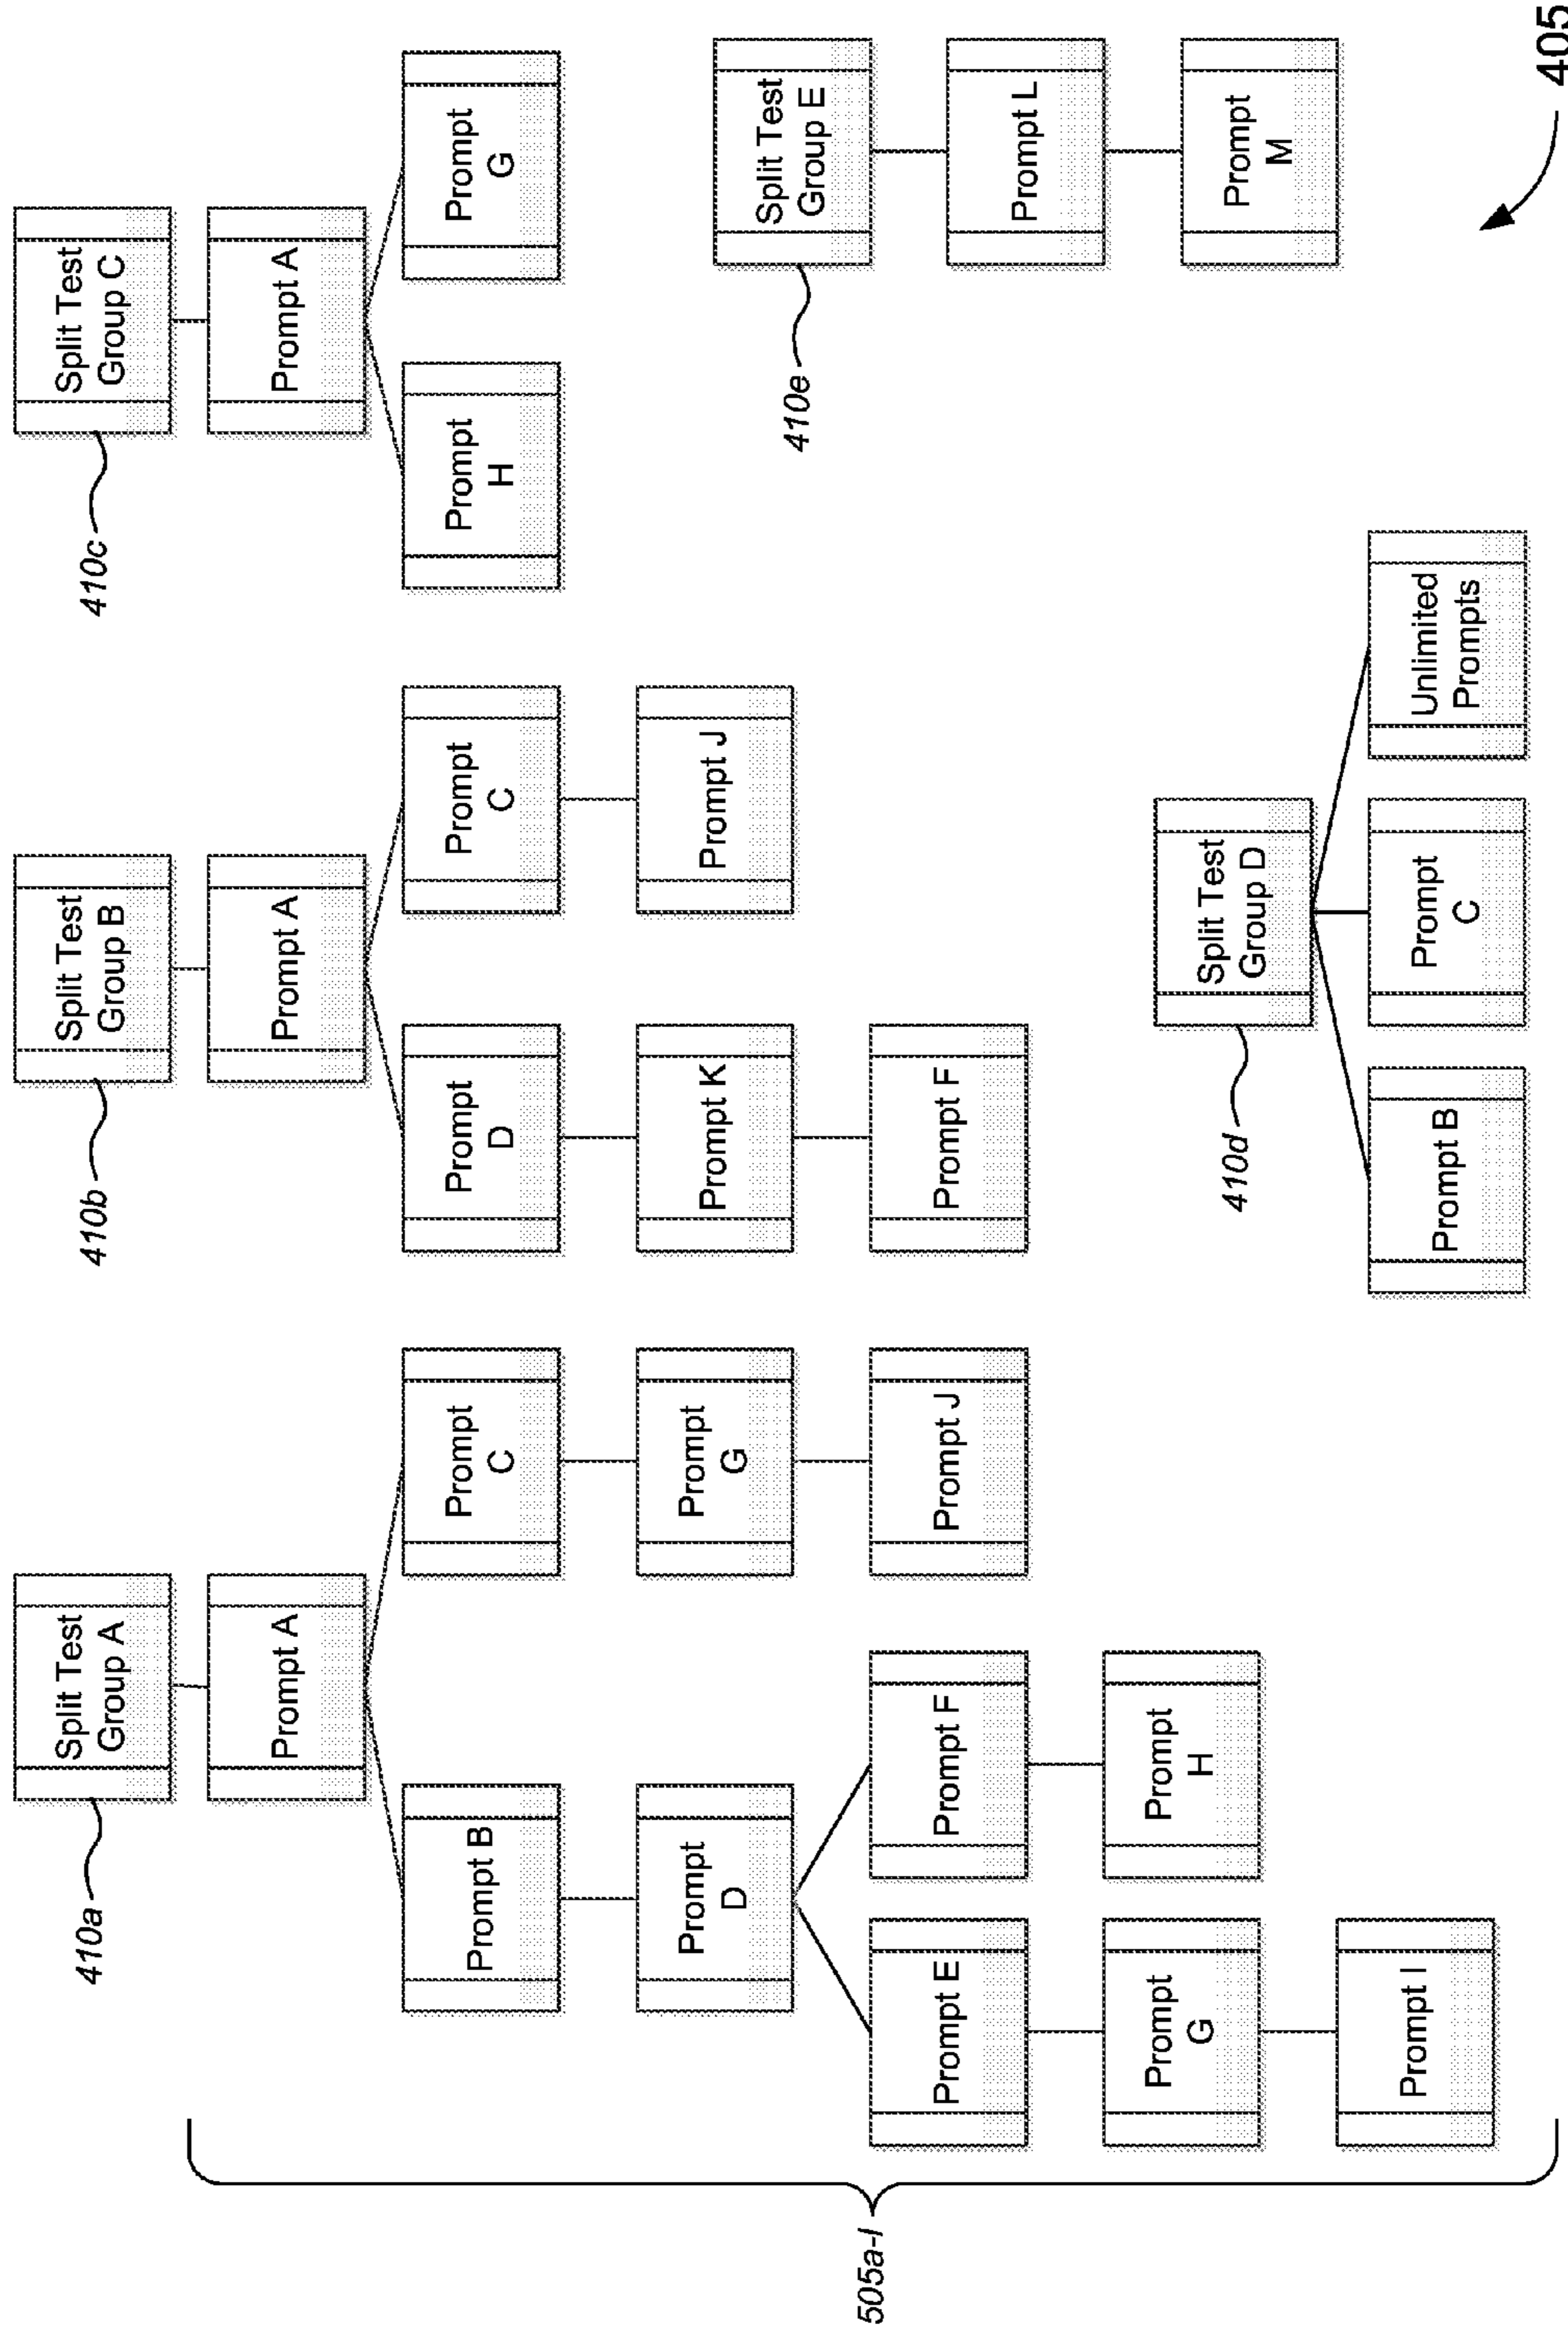 Split Test
Group A
410a
Split Test
Group B
410b
Split Test
Group C
410c
Prompt A
Prompt A
Prompt A
Prompt B
Prompt
C
Prompt
D
Prompt
C
Prompt
H
Prompt
G
Prompt
D
Prompt
G
Prompt K
Prompt J
Split Test
Group E
410e
505a-l
Prompt E
Prompt F
Prompt J
Prompt F
Prompt L
Prompt
G
Prompt
H
Split Test
Group D
410d
Prompt
M
Prompt I
Prompt B
Prompt
C
Unlimited
Prompts
405